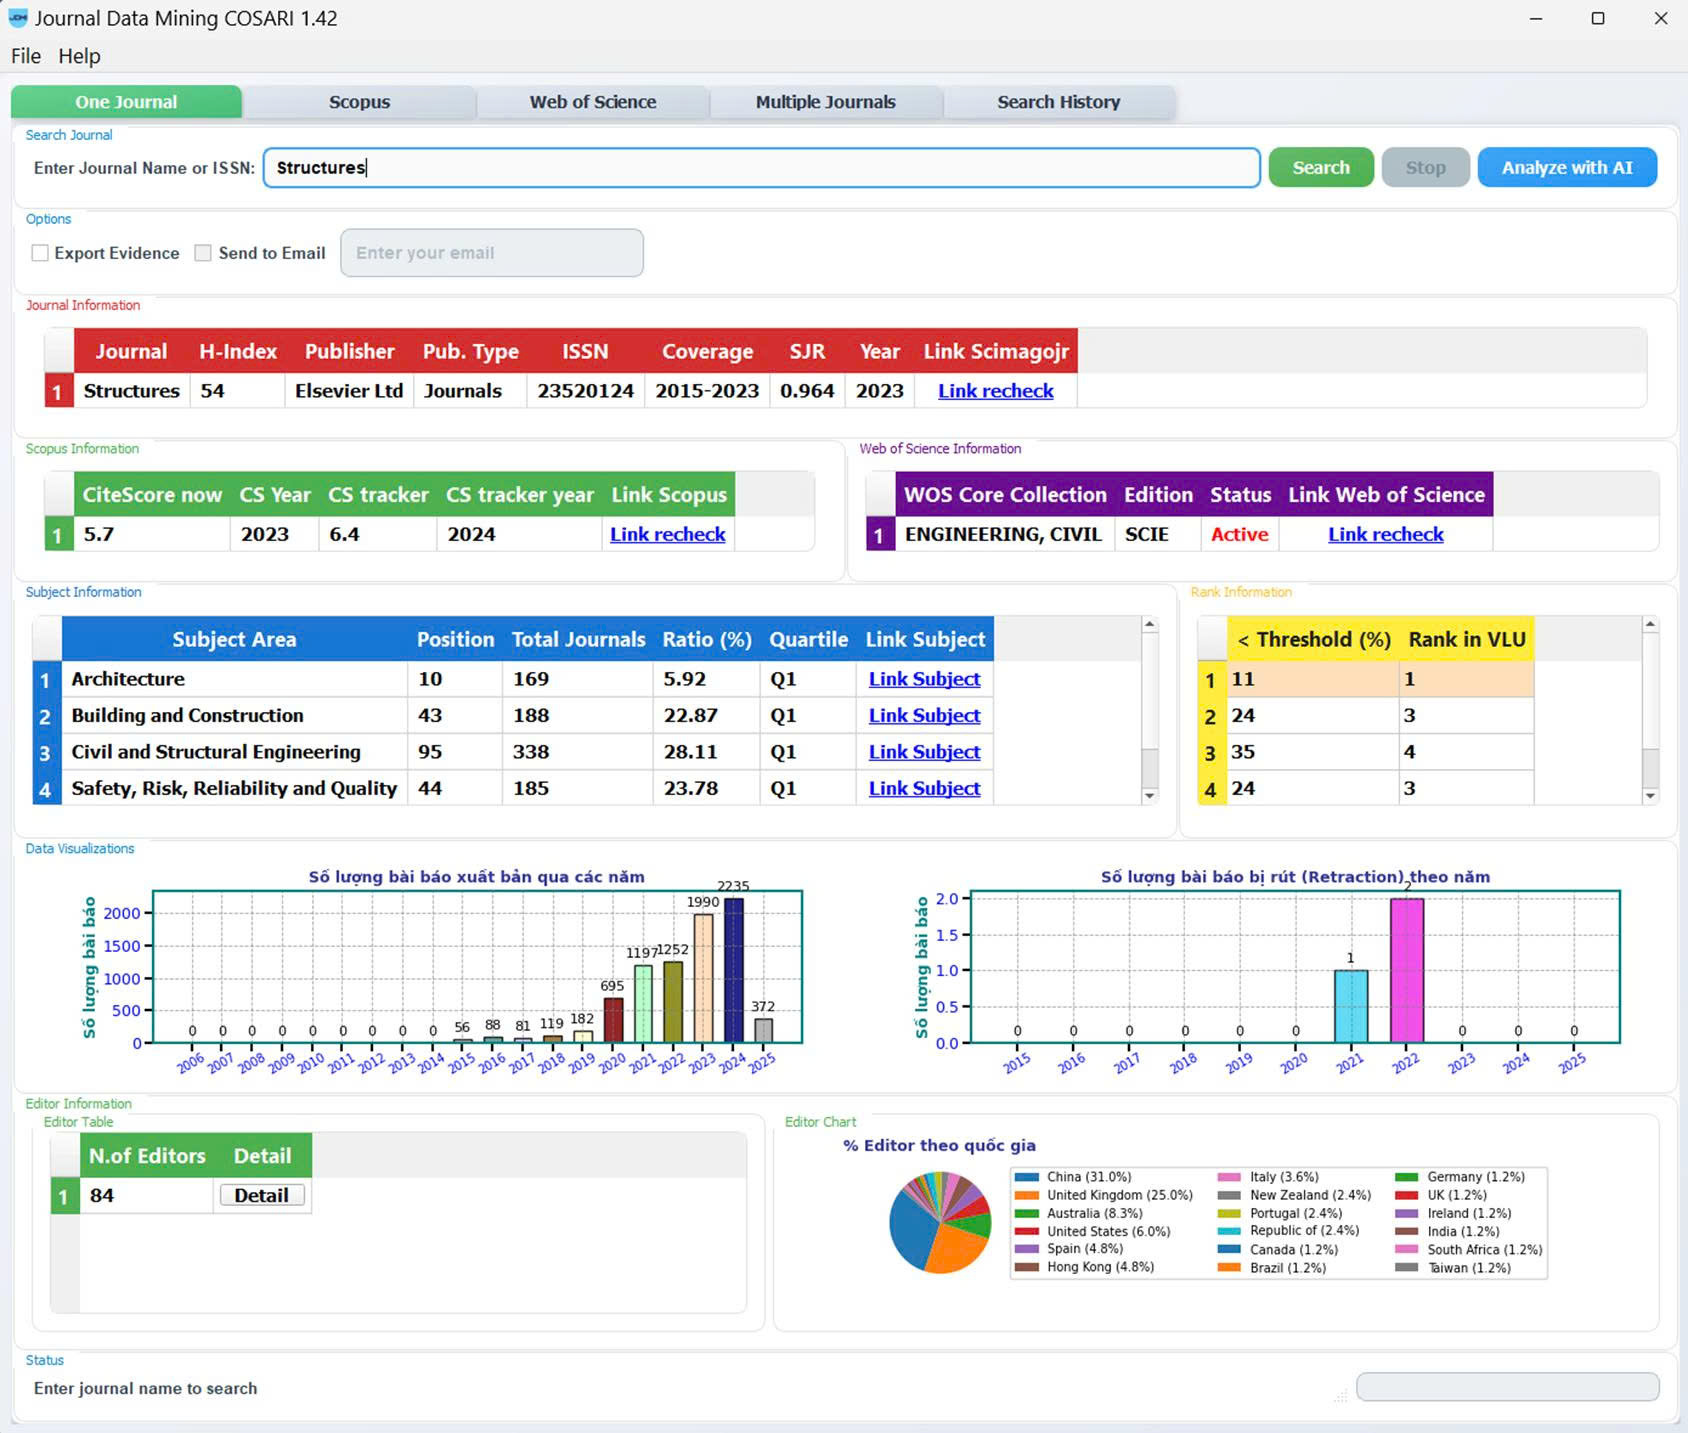 Journal Data Mining COSARI 1.42
File Help
One Journal Scopus Web of Science Multiple Journals Search History
Search Journal
Enter Journal Name or ISSN: Structures Search Stop Analyze with AI
Options
Export Evidence Send to Email Enter your email
Journal Information
Journal H-Index Publisher Pub. Type ISSN Coverage SJR Year Link Scimagojr
1 Structures 54 Elsevier Ltd Journals 23520124 2015-2023 0.964 2023 Link recheck
Scopus Information
CiteScore now CS Year CS tracker CS tracker year Link Scopus
1 5.7 2023 6.4 2024 Link recheck
Web of Science Information
WOS Core Collection Edition Status Link Web of Science
1 ENGINEERING, CIVIL SCIE Active Link recheck
Subject Information
Subject Area Position Total Journals Ratio (%) Quartile Link Subject
1 Architecture 10 169 5.92 Q1 Link Subject
2 Building and Construction 43 188 22.87 Q1 Link Subject
3 Civil and Structural Engineering 95 338 28.11 Q1 Link Subject
4 Safety, Risk, Reliability and Quality 44 185 23.78 Q1 Link Subject
Rank Information
< Threshold (%) Rank in VLU
1 11 1
2 24 3
3 35 4
4 24 3
Data Visualizations
Số lượng bài báo xuất bản qua các năm
Số lượng bài báo
2000
1500
1000
500
0
0 0 0 0 0 0 0 0 0 56 88 81 119 182 695 1197 1252 1990 2235 372
2006 2007 2008 2009 2010 2011 2012 2013 2014 2015 2016 2017 2018 2019 2020 2021 2022 2023 2024 2025
Số lượng bài báo bị rút (Retraction) theo năm
Số lượng bài báo
2.0
1.5
1.0
0.5
0.0
0 0 0 0 0 0 1 2 0 0 0
2015 2016 2017 2018 2019 2020 2021 2022 2023 2024 2025
Editor Information
Editor Table
N.of Editors Detail
1 84 Detail
Editor Chart
% Editor theo quốc gia
China (31.0%) Italy (3.6%) Germany (1.2%)
United Kingdom (25.0%) New Zealand (2.4%) UK (1.2%)
Australia (8.3%) Portugal (2.4%) Ireland (1.2%)
United States (6.0%) Republic of (2.4%) India (1.2%)
Spain (4.8%) Canada (1.2%) South Africa (1.2%)
Hong Kong (4.8%) Brazil (1.2%) Taiwan (1.2%)
Status
Enter journal name to search